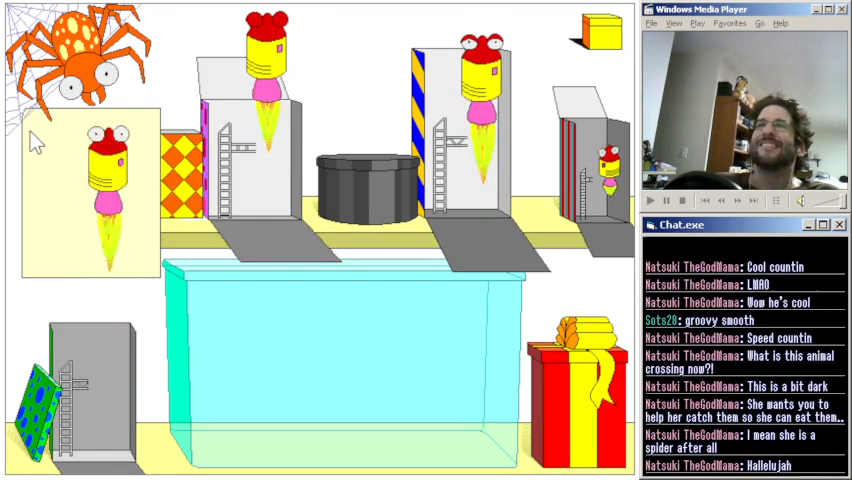 Windows Media Player
File View Play Favorites Go Help
Chat.exe
Natsuki TheGodMama: Cool countin
Natsuki TheGodMama: LMAO
Natsuki TheGodMama: Wow he's cool
Sots28: groovy smooth
Natsuki TheGodMama: Speed countin
Natsuki TheGodMama: What is this animal
crossing now?!
Natsuki TheGodMama: This is a bit dark
Natsuki TheGodMama: She wants you to
help her catch them so she can eat them..
Natsuki TheGodMama: I mean she is a
spider after all
Natsuki TheGodMama: Hallelujah